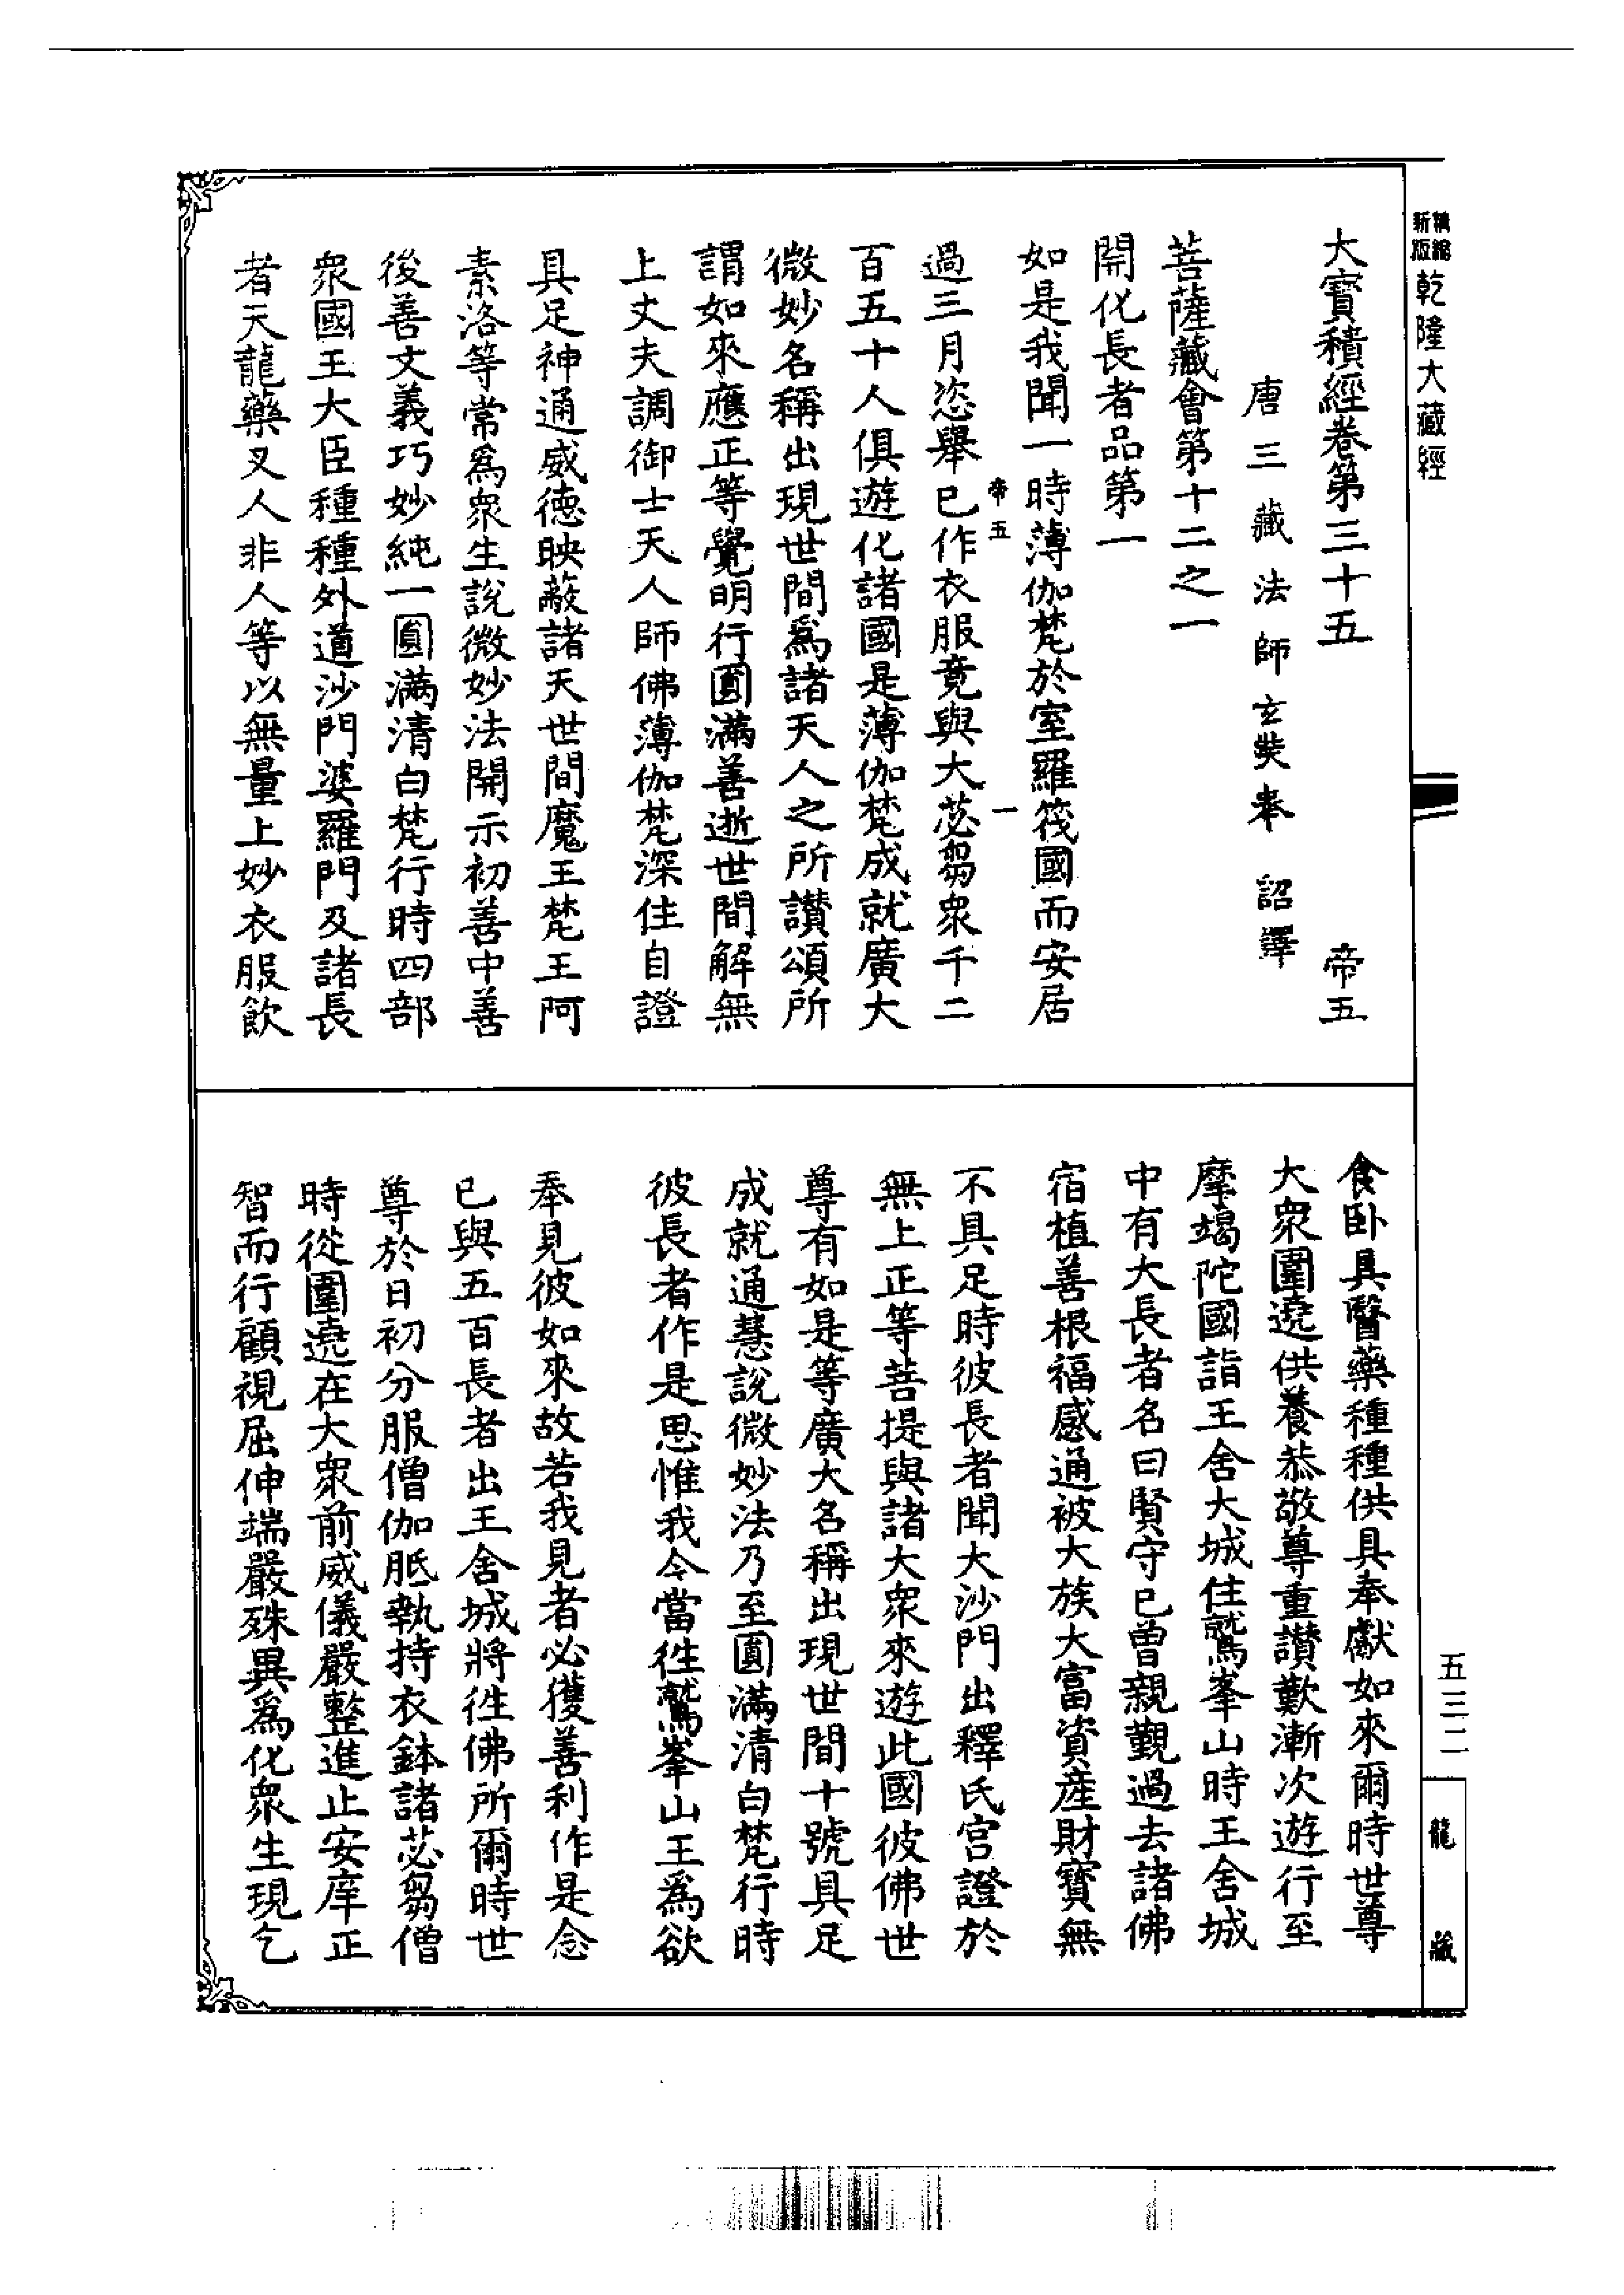 新版精縮乾隆大藏經
大寶積經卷第三十五 帝五
唐三藏法師玄奘奉 詔譯
菩薩藏會第十二之一
開化長者品第一
如是我聞一時薄伽梵於室羅筏國而安居
帝五 一
過三月恣舉已作衣服竟與大苾芻衆千二
百五十人俱遊化諸國是薄伽梵成就廣大
微妙名稱出現世間爲諸天人之所讚頌所
謂如來應正等覺明行圓滿善逝世間解無
上丈夫調御士天人師佛薄伽梵深住自證
具足神通威德映蔽諸天世間魔王梵王阿
素洛等常爲衆生說微妙法開示初善中善
後善文義巧妙純一圓滿清白梵行時四部
衆國王大臣種種外道沙門婆羅門及諸長
者天龍藥叉人非人等以無量上妙衣服飲
食卧具醫藥種種供具奉獻如來爾時世尊
大衆圍遶供養恭敬尊重讚歎漸次遊行至
摩竭陀國詣王舍大城住鷲峯山時王舍城
中有大長者名曰賢守已曾親覲過去諸佛
宿植善根福感通被大族大富資產財寶無
不具足時彼長者聞大沙門出釋氏宮證於
無上正等菩提與諸大衆來遊此國彼佛世
尊有如是等廣大名稱出現世間十號具足
成就通慧說微妙法乃至圓滿清白梵行時
彼長者作是思惟我今當往鷲峯山王爲欲
奉見彼如來故若我見者必獲善利作是念
已與五百長者出王舍城將往佛所爾時世
尊於日初分服僧伽胝執持衣鉢諸苾芻僧
時從圍遶在大衆前威儀嚴整進止安庠正
智而行顧視屈伸端嚴殊異爲化衆生現乞
五三二
龍藏